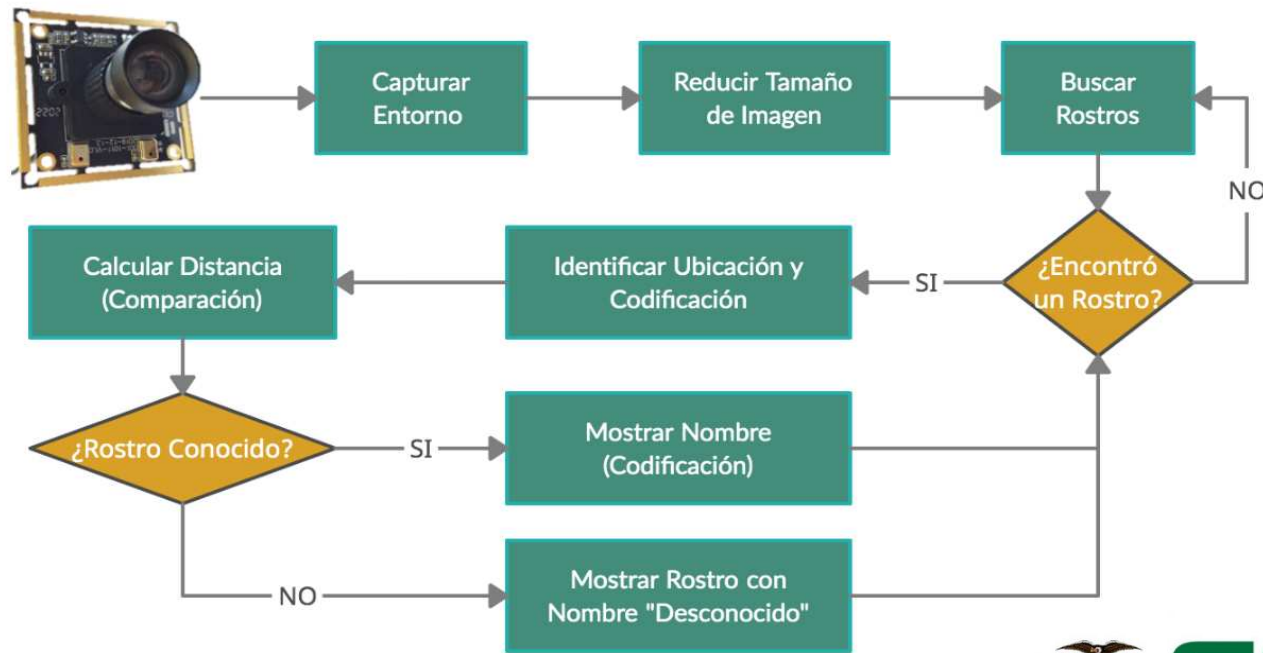 Capturar
Entorno
Reducir Tamaño
de Imagen
Buscar
Rostros
NO
¿Encontró
un Rostro?
SI
Identificar Ubicación y
Codificación
Calcular Distancia
(Comparación)
¿Rostro Conocido?
SI
Mostrar Nombre
(Codificación)
NO
Mostrar Rostro con
Nombre "Desconocido"